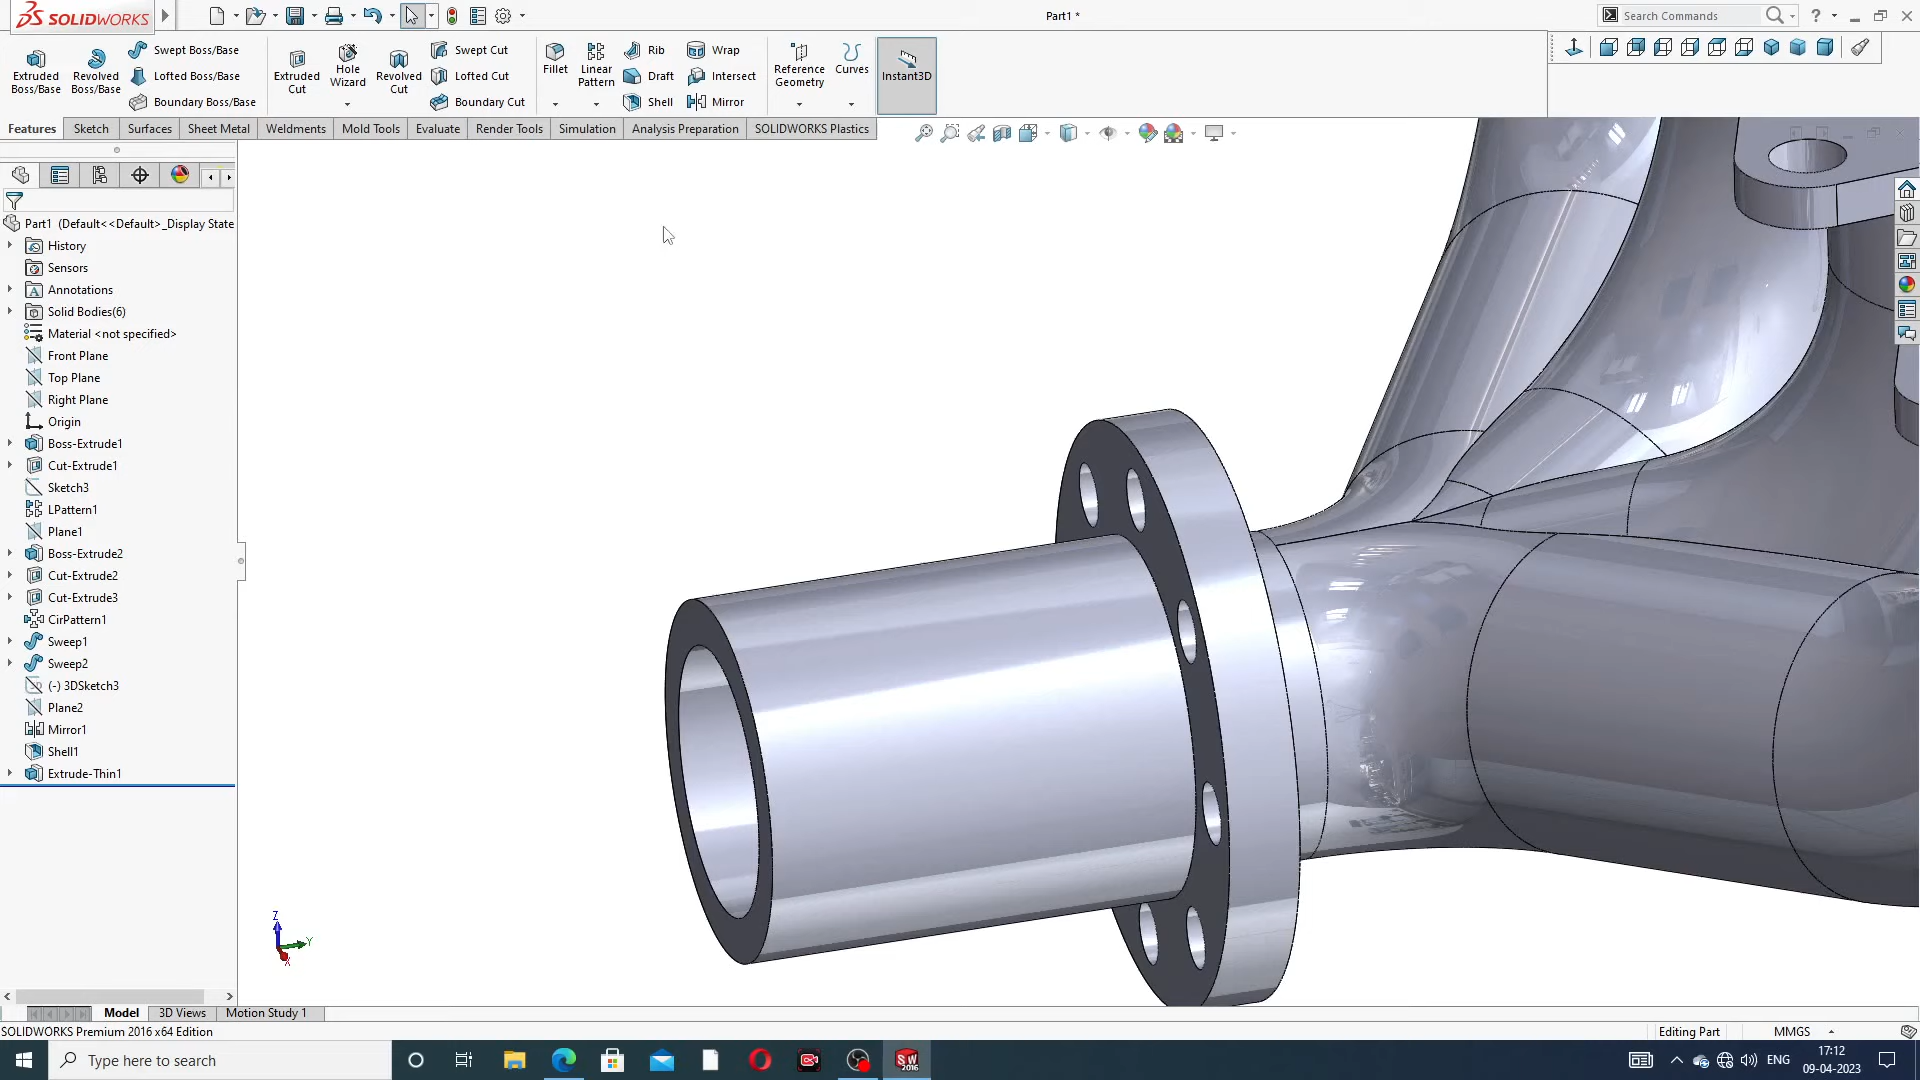 SOLIDWORKS
Part1 *
Search Commands
Extruded Boss/Base
Revolved Boss/Base
Swept Boss/Base
Lofted Boss/Base
Boundary Boss/Base
Extruded Cut
Hole Wizard
Revolved Cut
Swept Cut
Lofted Cut
Boundary Cut
Fillet
Linear Pattern
Rib
Draft
Shell
Wrap
Intersect
Mirror
Reference Geometry
Curves
Instant3D
Features
Sketch
Surfaces
Sheet Metal
Weldments
Mold Tools
Evaluate
Render Tools
Simulation
Analysis Preparation
SOLIDWORKS Plastics
Part1 (Default<<Default>_Display State
History
Sensors
Annotations
Solid Bodies(6)
Material <not specified>
Front Plane
Top Plane
Right Plane
Origin
Boss-Extrude1
Cut-Extrude1
Sketch3
LPattern1
Plane1
Boss-Extrude2
Cut-Extrude2
Cut-Extrude3
CirPattern1
Sweep1
Sweep2
(-) 3DSketch3
Plane2
Mirror1
Shell1
Extrude-Thin1
Z
Y
X
Model
3D Views
Motion Study 1
SOLIDWORKS Premium 2016 x64 Edition
Editing Part
MMGS
Type here to search
SW
2016
ENG
17:12
09-04-2023